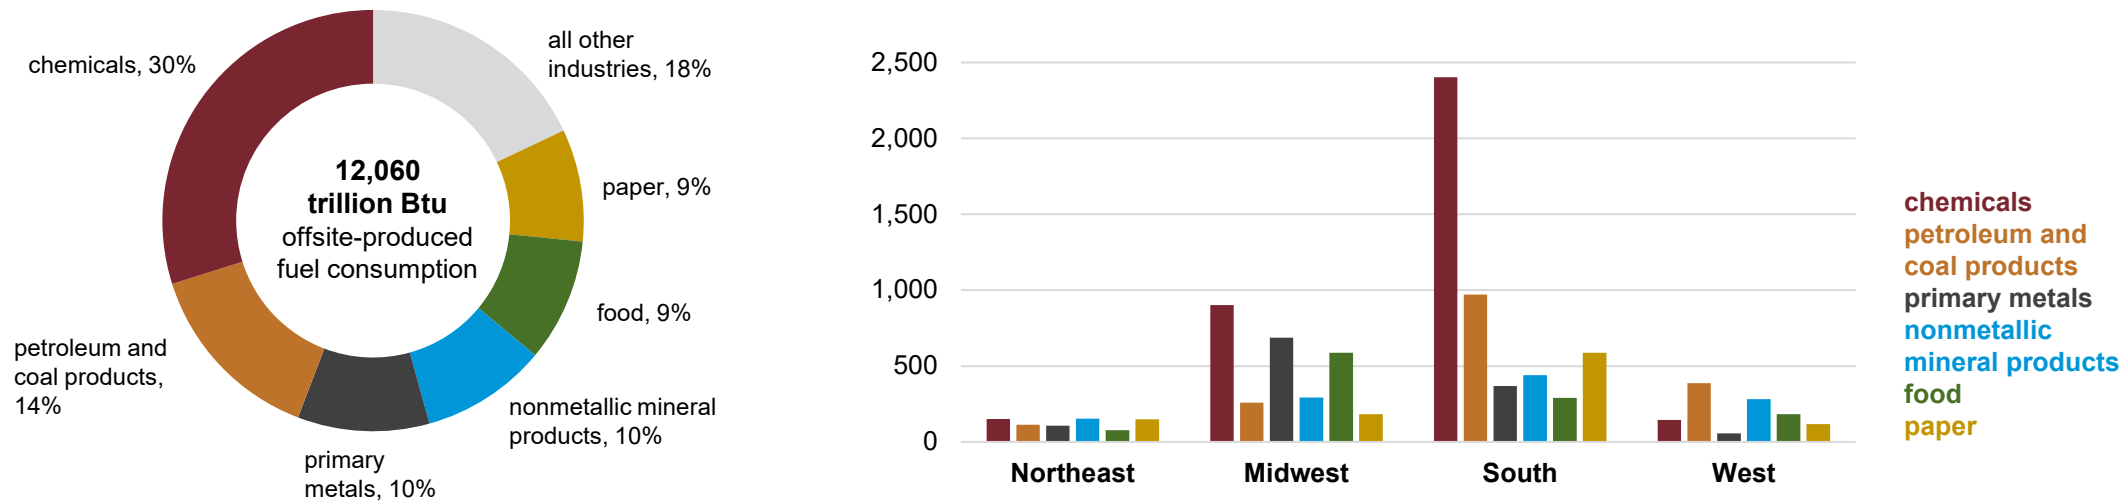 chemicals, 30%
all other
industries, 18%
paper, 9%
food, 9%
nonmetallic mineral
products, 10%
primary
metals, 10%
petroleum and
coal products,
14%
12,060
trillion Btu
offsite-produced
fuel consumption
2,500
2,000
1,500
1,000
500
0
Northeast
Midwest
South
West
chemicals
petroleum and
coal products
primary metals
nonmetallic
mineral products
food
paper